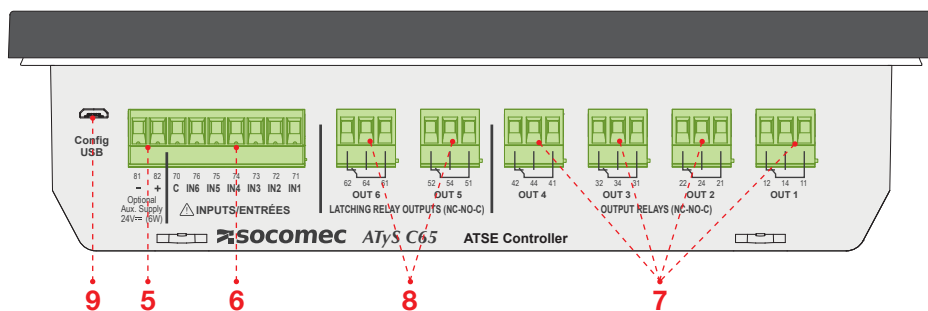 Config
USB
81 82 70 76 75 74 73 72 71
– + C IN6 IN5 IN4 IN3 IN2 IN1
Optional
Aux. Supply
24V⎓ (6W)
⚠ INPUTS/ENTRÉES
62 64 61
OUT 6
52 54 51
OUT 5
LATCHING RELAY OUTPUTS (NC-NO-C)
42 44 41
OUT 4
32 34 31
OUT 3
22 24 21
OUT 2
12 14 11
OUT 1
OUTPUT RELAYS (NC-NO-C)
socomec ATyS C65 ATSE Controller
9 5 6 8 7